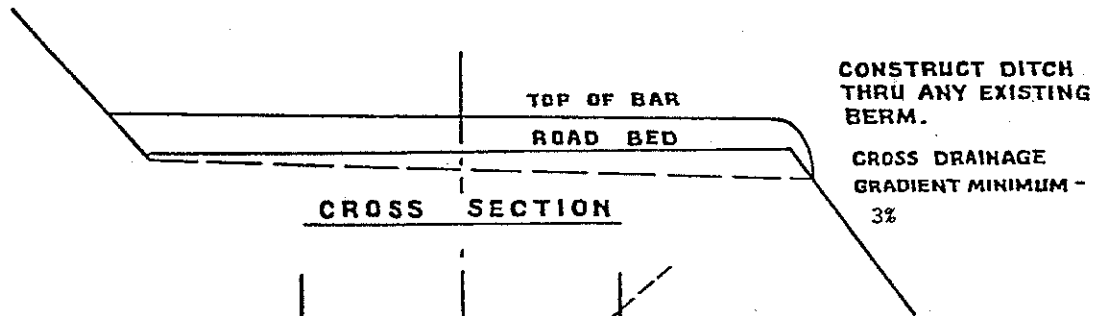 TOP OF BAR
ROAD BED
CROSS SECTION
CONSTRUCT DITCH
THRU ANY EXISTING
BERM.
CROSS DRAINAGE
GRADIENT MINIMUM -
3%